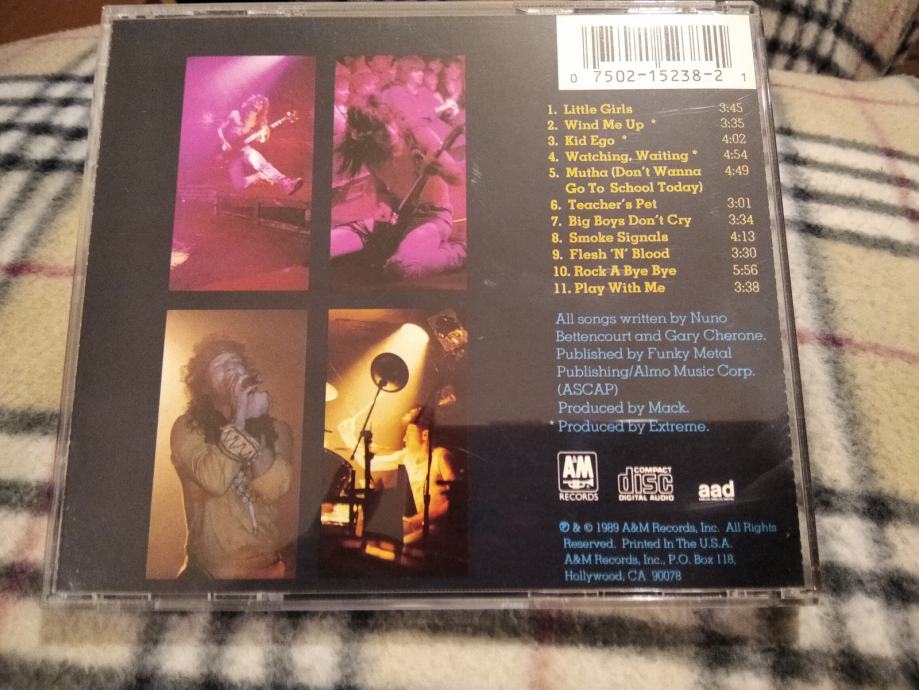 0 7502-15238-2 1
1. Little Girls 3:45
2. Wind Me Up * 3:35
3. Kid Ego * 4:02
4. Watching, Waiting * 4:54
5. Mutha (Don't Wanna 4:49
Go To School Today)
6. Teacher's Pet 3:01
7. Big Boys Don't Cry 3:34
8. Smoke Signals 4:13
9. Flesh 'N' Blood 3:30
10. Rock A Bye Bye 5:56
11. Play With Me 3:38
All songs written by Nuno
Bettencourt and Gary Cherone.
Published by Funky Metal
Publishing/Almo Music Corp.
(ASCAP)
Produced by Mack.
* Produced by Extreme.
A&M
RECORDS
COMPACT
disc
DIGITAL AUDIO
aad
℗ & © 1989 A&M Records, Inc. All Rights
Reserved. Printed In The U.S.A.
A&M Records, Inc., P.O. Box 118,
Hollywood, CA 90078